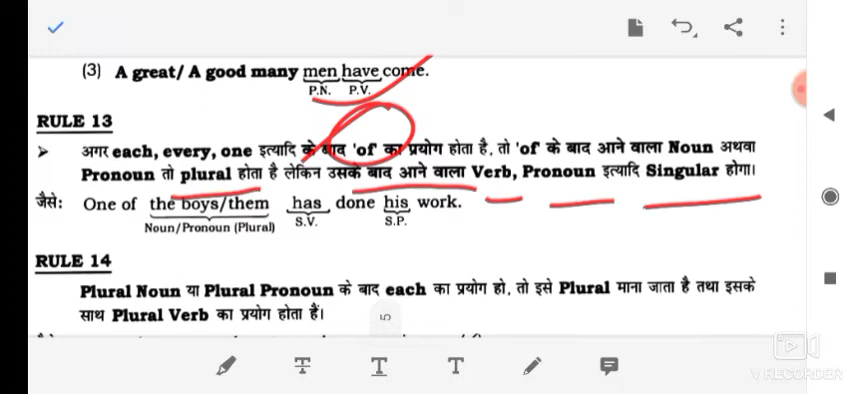 (3) A great/ A good many men have come.
P.N. P.V.
RULE 13
➤ अगर each, every, one इत्यादि के बाद 'of' का प्रयोग होता है, तो 'of के बाद आने वाला Noun अथवा
Pronoun तो plural होता है लेकिन उसके बाद आने वाला Verb, Pronoun इत्यादि Singular होगा।
जैसे: One of the boys/them has done his work.
Noun/Pronoun (Plural) S.V. S.P.
RULE 14
Plural Noun या Plural Pronoun के बाद each का प्रयोग हो, तो इसे Plural माना जाता है तथा इसके
साथ Plural Verb का प्रयोग होता हैं।
5
T T T
V RECORDER